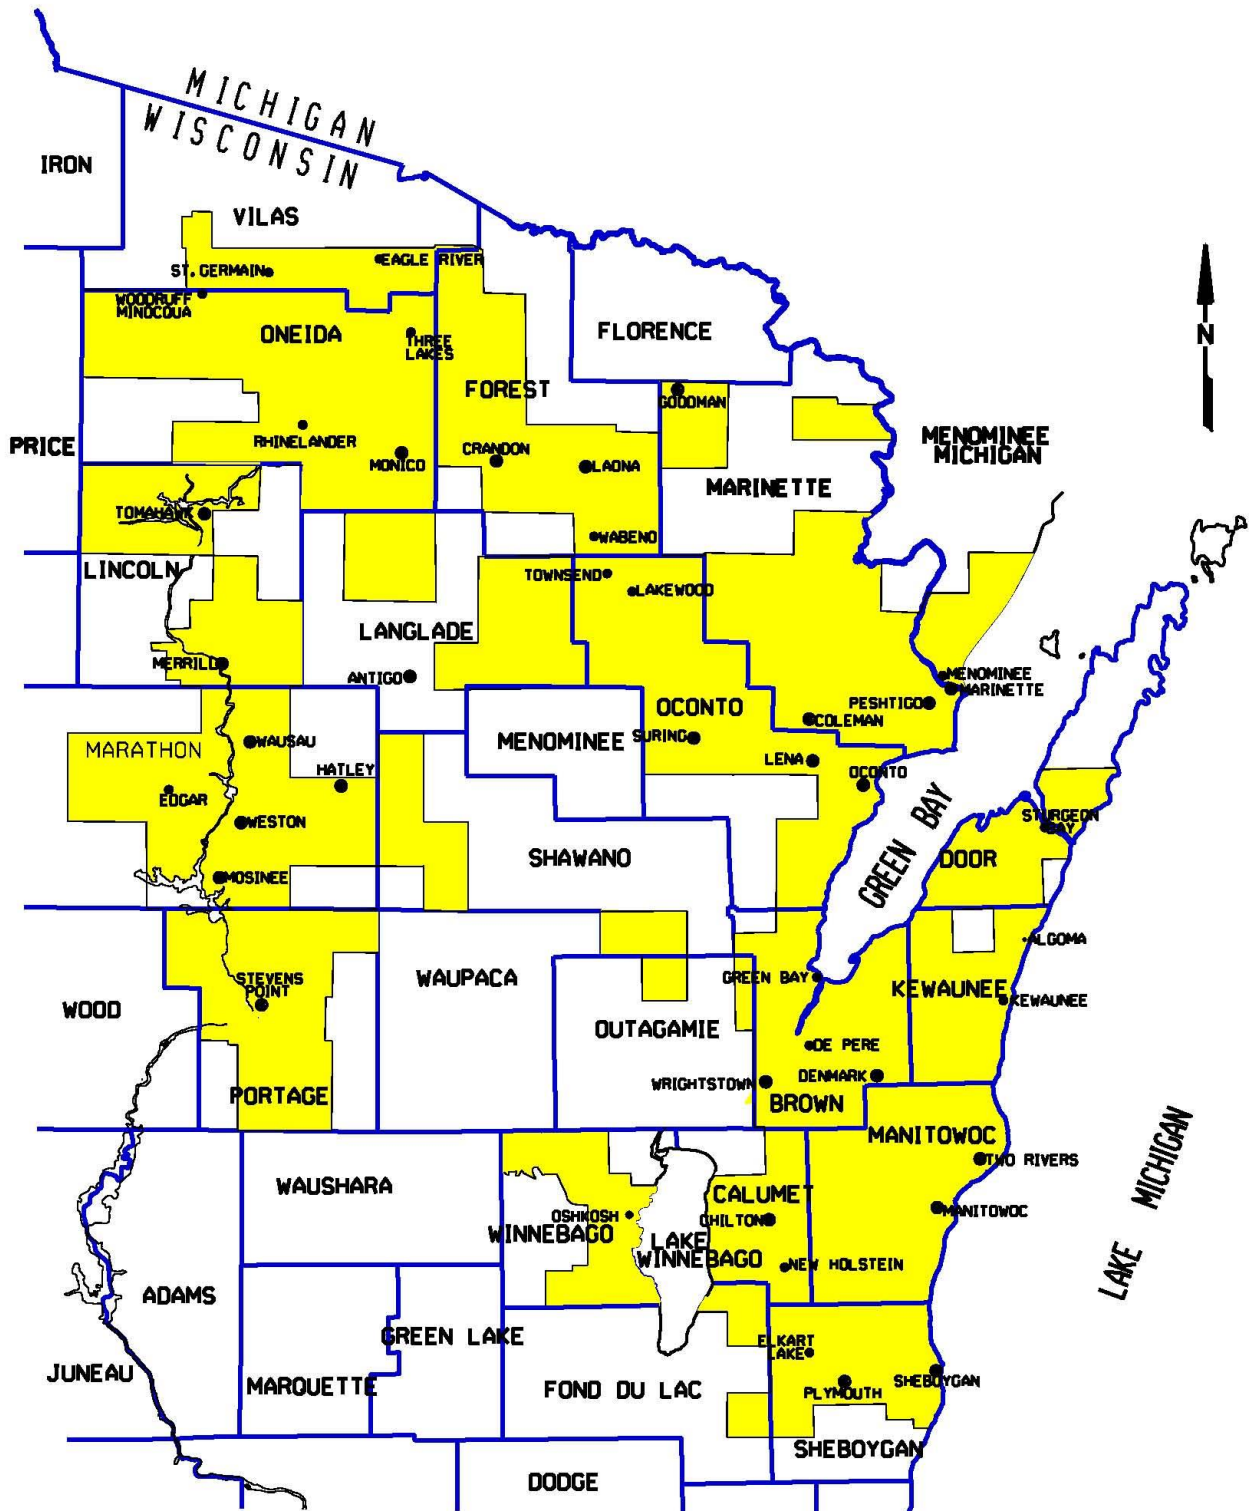 MICHIGAN
WISCONSIN
IRON
VILAS
ST. GERMAIN
EAGLE RIVER
WOODRUFF
MINOCQUA
ONEIDA
THREE
LAKES
FLORENCE
N
FOREST
GOODMAN
RHINELANDER
PRICE
MONICO
CRANDON
LAONA
MENOMINEE
MICHIGAN
MARINETTE
TOMAHAWK
WABENO
LINCOLN
TOWNSEND
LAKEWOOD
LANGLADE
MERRILL
ANTIGO
MENOMINEE
MARINETTE
PESHTIGO
OCONTO
COLEMAN
MARATHON
WAUSAU
MENOMINEE
SURING
LENA
HATLEY
OCONTO
EDGAR
WESTON
GREEN BAY
STURGEON
BAY
SHAWANO
DOOR
MOSINEE
ALGOMA
STEVENS
POINT
WAUPACA
GREEN BAY
KEWAUNEE
KEWAUNEE
WOOD
OUTAGAMIE
DE PERE
WRIGHTSTOWN
DENMARK
PORTAGE
BROWN
MANITOWOC
TWO RIVERS
LAKE MICHIGAN
WAUSHARA
CALUMET
OSHKOSH
CHILTON
MANITOWOC
WINNEBAGO
LAKE
WINNEBAGO
NEW HOLSTEIN
ADAMS
GREEN LAKE
ELKART
LAKE
JUNEAU
MARQUETTE
FOND DU LAC
PLYMOUTH
SHEBOYGAN
SHEBOYGAN
DODGE